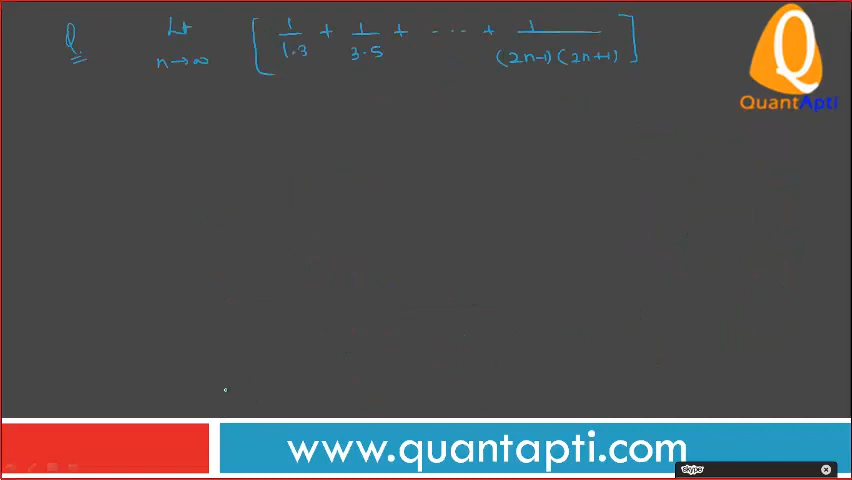 Q. Lt n→∞ [ 1/1·3 + 1/3·5 + ---- + 1/(2n-1)(2n+1) ]
QuantApti
www.quantapti.com
skype